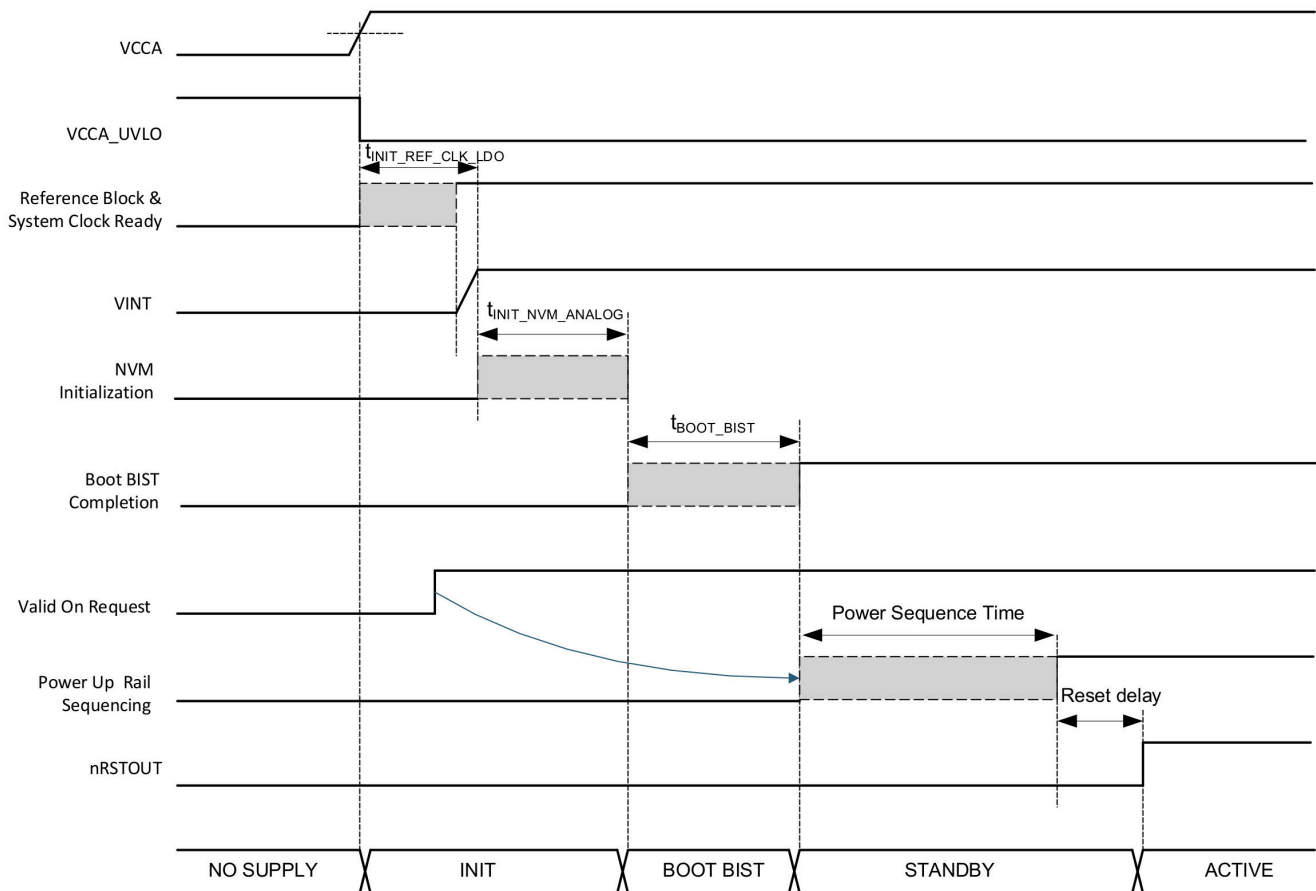 VCCA
VCCA_UVLO
tINIT_REF_CLK_LDO
Reference Block &
System Clock Ready
VINT
tINIT_NVM_ANALOG
NVM
Initialization
tBOOT_BIST
Boot BIST
Completion
Valid On Request
Power Sequence Time
Power Up Rail
Sequencing
Reset delay
nRSTOUT
NO SUPPLY
INIT
BOOT BIST
STANDBY
ACTIVE